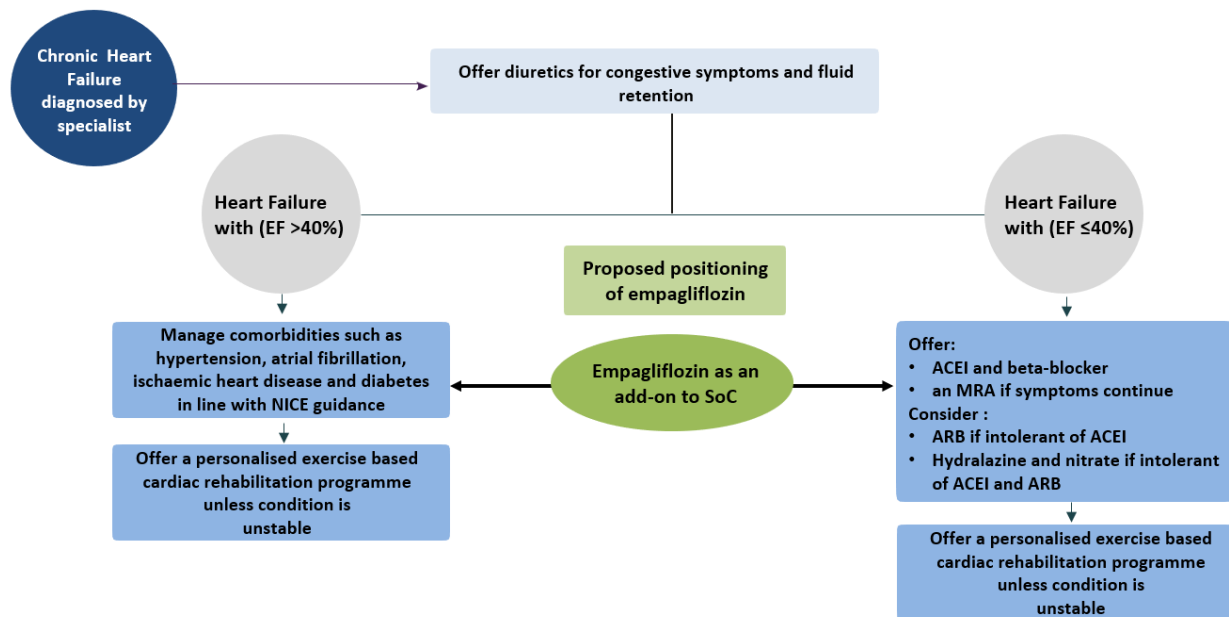 Chronic Heart
Failure
diagnosed by
specialist
Offer diuretics for congestive symptoms and fluid
retention
Heart Failure
with (EF >40%)
Heart Failure
with (EF ≤40%)
Proposed positioning
of empagliflozin
Manage comorbidities such as
hypertension, atrial fibrillation,
ischaemic heart disease and diabetes
in line with NICE guidance
Empagliflozin as an
add-on to SoC
Offer:
• ACEI and beta-blocker
• an MRA if symptoms continue
Consider :
• ARB if intolerant of ACEI
• Hydralazine and nitrate if intolerant
of ACEI and ARB
Offer a personalised exercise based
cardiac rehabilitation programme
unless condition is
unstable
Offer a personalised exercise based
cardiac rehabilitation programme
unless condition is
unstable